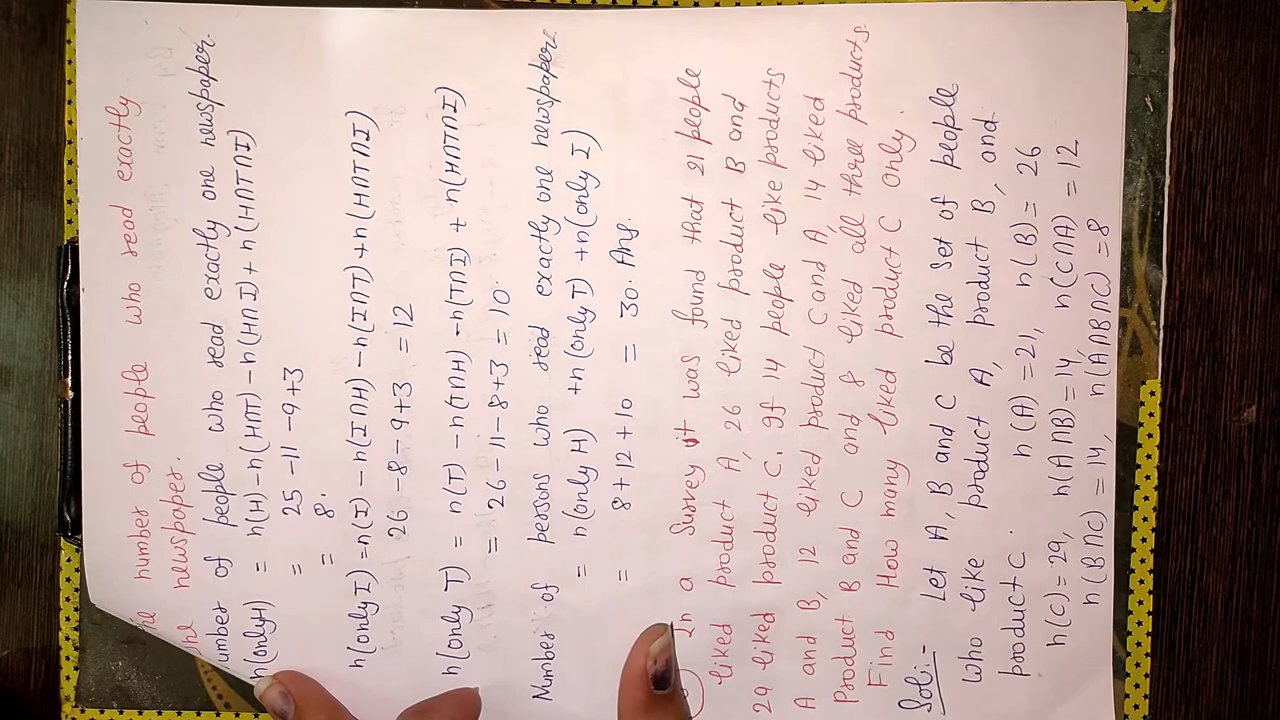 number of people who read exactly
one newspaper.
number of people who read exactly one newspaper.
n(only H) = n(H) - n(H∩T) - n(H∩I) + n(H∩T∩I)
= 25 - 11 - 9 + 3
= 8.
n(only I) = n(I) - n(I∩H) - n(I∩T) + n(H∩T∩I)
26 - 8 - 9 + 3 = 12
n(only T) = n(T) - n(T∩H) - n(T∩I) + n(H∩T∩I)
= 26 - 11 - 8 + 3 = 10.
Number of persons who read exactly one newspapers
= n(only H) + n(only T) + n(only I)
= 8 + 12 + 10 = 30. Ans.
In a Survey it was found that 21 people
liked product A, 26 liked product B and
29 liked product C. If 14 people like products
A and B, 12 liked product C and A, 14 liked
Product B and C and 8 liked all three products.
Find How many liked product C only.
Sol:- Let A, B and C be the set of people
Who like product A, product B, and
product C. n(A) = 21, n(B) = 26
n(C) = 29, n(A∩B) = 14, n(C∩A) = 12
n(B∩C) = 14, n(A∩B∩C) = 8